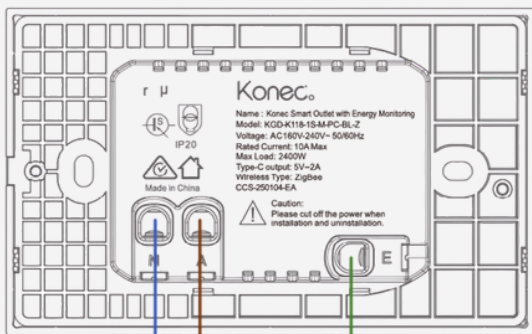 r μ
Konec
Name : Konec Smart Outlet with Energy Monitoring
Model: KGD-K118-1S-M-PC-BL-Z
Voltage: AC160V-240V~ 50/60Hz
Rated Current: 10A Max
Max Load: 2400W
Type-C output: 5V⎓2A
Wireless Type: ZigBee
CCS-250104-EA
S
IP20
Made in China
Caution:
Please cut off the power when
installation and uninstallation.
N A E